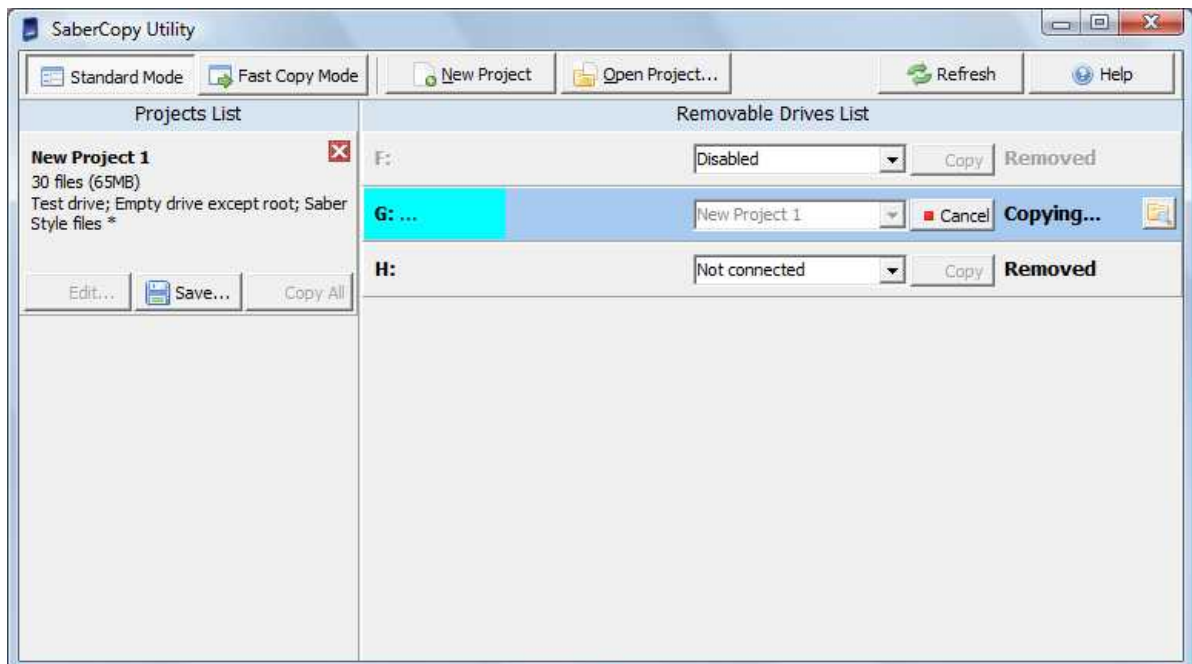 SaberCopy Utility
Standard Mode Fast Copy Mode New Project Open Project... Refresh Help
Projects List
Removable Drives List
New Project 1
30 files (65MB)
Test drive; Empty drive except root; Saber
Style files *
Edit... Save... Copy All
F: Disabled Copy Removed
G: ... New Project 1 Cancel Copying...
H: Not connected Copy Removed